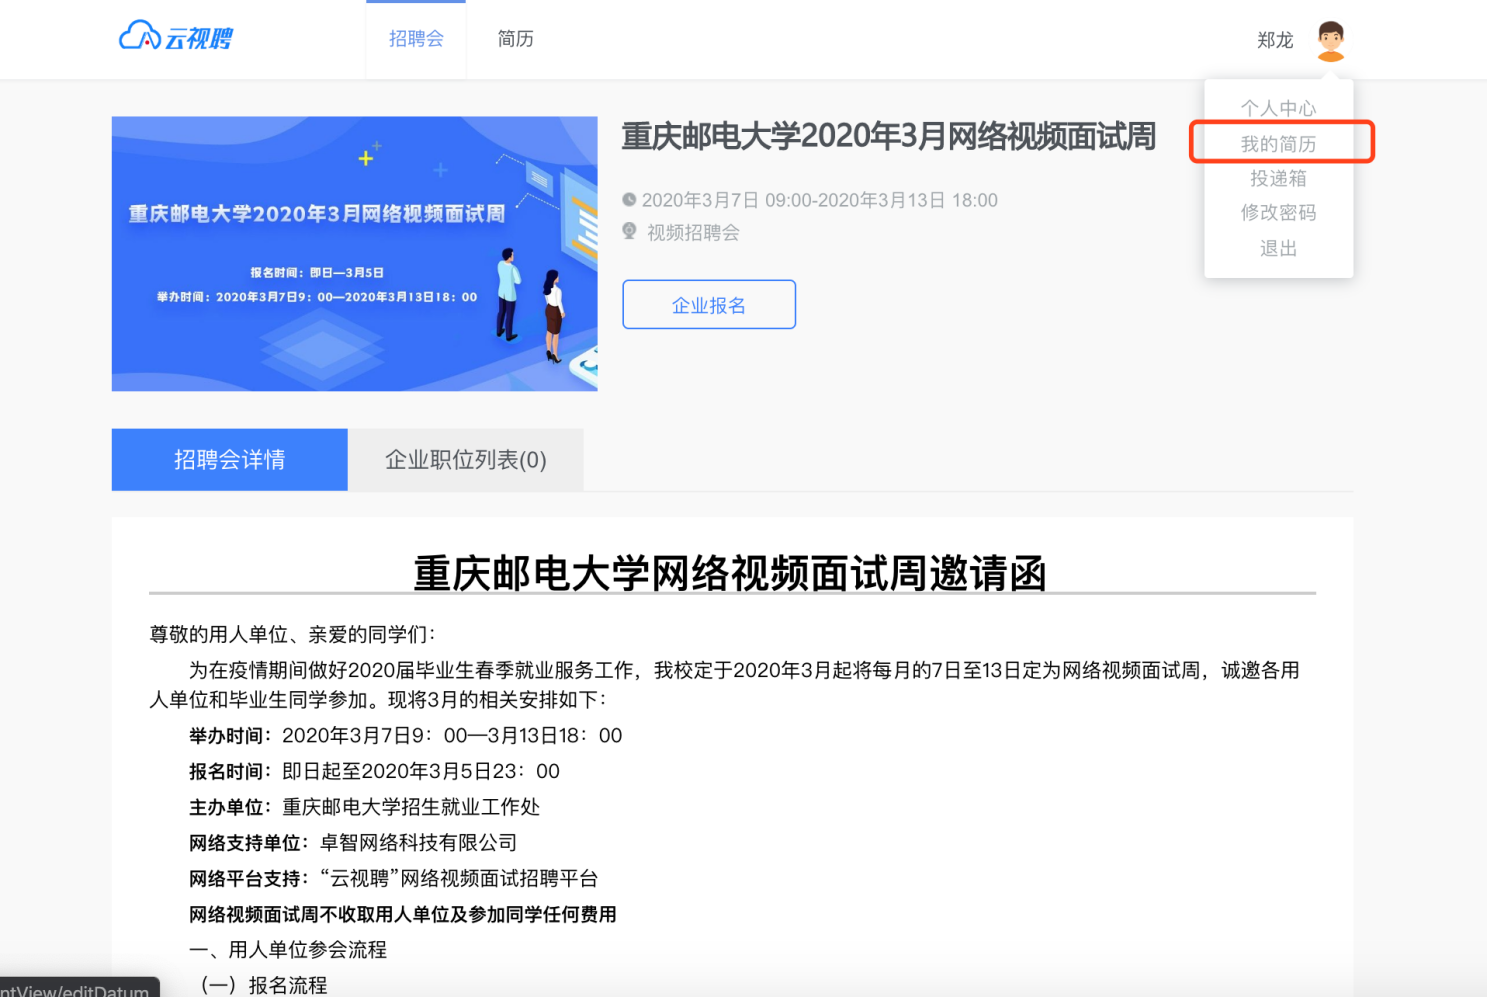 云视聘
招聘会
简历
郑龙
个人中心
我的简历
投递箱
修改密码
退出
重庆邮电大学2020年3月网络视频面试周
报名时间：即日—3月5日
举办时间：2020年3月7日9：00—2020年3月13日18：00
重庆邮电大学2020年3月网络视频面试周
2020年3月7日 09:00-2020年3月13日 18:00
视频招聘会
企业报名
招聘会详情
企业职位列表(0)
重庆邮电大学网络视频面试周邀请函
尊敬的用人单位、亲爱的同学们：
为在疫情期间做好2020届毕业生春季就业服务工作，我校定于2020年3月起将每月的7日至13日定为网络视频面试周，诚邀各用
人单位和毕业生同学参加。现将3月的相关安排如下：
举办时间：2020年3月7日9：00—3月13日18：00
报名时间：即日起至2020年3月5日23：00
主办单位：重庆邮电大学招生就业工作处
网络支持单位：卓智网络科技有限公司
网络平台支持：“云视聘”网络视频面试招聘平台
网络视频面试周不收取用人单位及参加同学任何费用
一、用人单位参会流程
（一）报名流程
ntView/editDatum